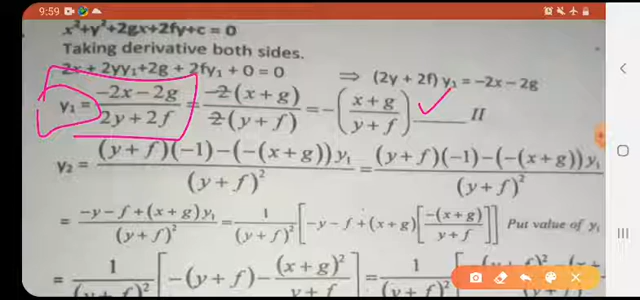 9:59
x²+y²+2gx+2fy+c = 0
Taking derivative both sides.
2x + 2yy₁+2g + 2fy₁ + 0 = 0 ⇒ (2y + 2f) y₁ = −2x − 2g
y₁ = (−2x − 2g)/(2y + 2f) = (−2(x + g))/(2(y + f)) = −((x + g)/(y + f)) _____ II
y₂ = ((y + f)(−1) − (−(x + g)) y₁)/(y + f)² = ((y + f)(−1) − (−(x + g)) y₁)/(y + f)²
= (−y − f + (x + g) y₁)/(y + f)² = 1/(y + f)² [−y − f + (x + g) [−(x + g)/(y + f)]] Put value of y₁
= 1/(y + f)² [−(y + f) − (x + g)²/(y + f)] = 1/(y + f)²